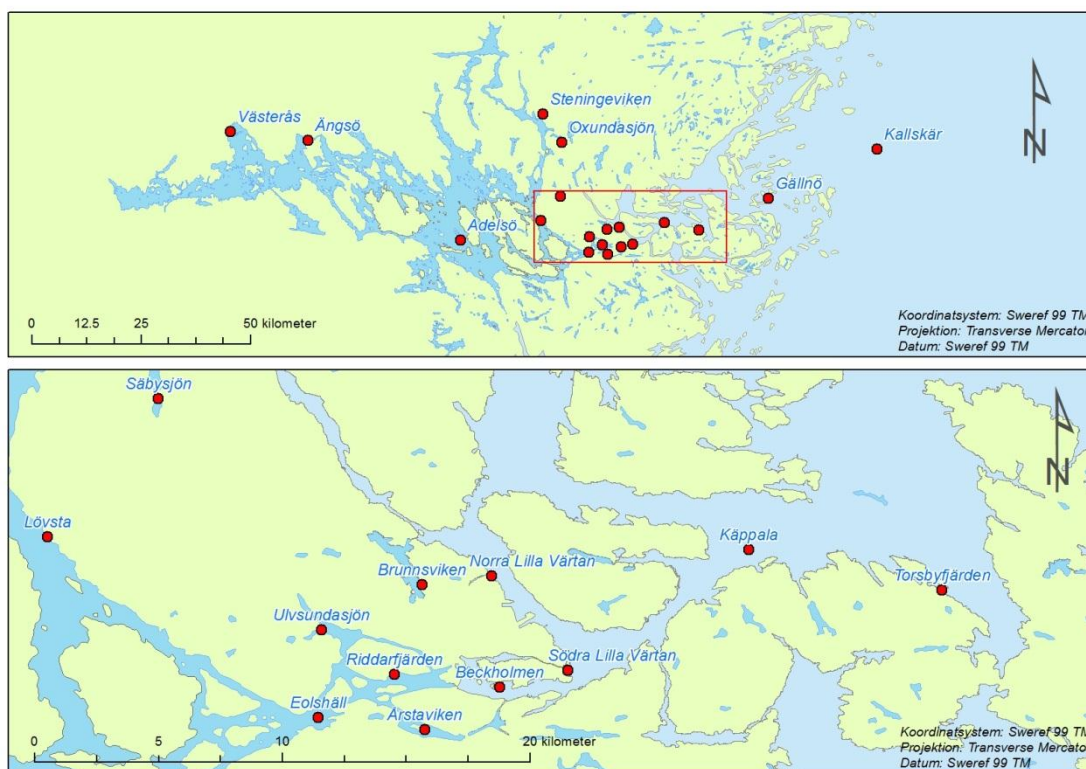 Steningeviken
Västerås
Ängsö
Oxundasjön
Kallskär
Gällnö
Adelsö
N
0 12.5 25 50 kilometer
Koordinatsystem: Sweref 99 TM
Projektion: Transverse Mercator
Datum: Sweref 99 TM
Säbysjön
N
Lövsta
Käppala
Brunnsviken
Norra Lilla Värtan
Torsbyfjärden
Ulvsundasjön
Riddarfjärden
Södra Lilla Värtan
Beckholmen
Eolshäll
Årstaviken
0 5 10 20 kilometer
Koordinatsystem: Sweref 99 TM
Projektion: Transverse Mercator
Datum: Sweref 99 TM